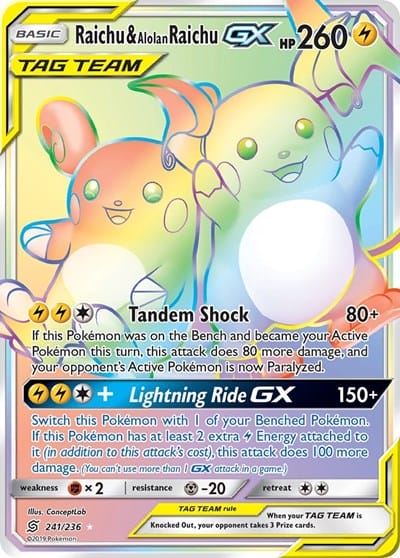 BASIC Raichu & Alolan Raichu GX HP 260
TAG TEAM
Tandem Shock 80+
If this Pokémon was on the Bench and became your Active
Pokémon this turn, this attack does 80 more damage, and
your opponent's Active Pokémon is now Paralyzed.
+ Lightning Ride GX 150+
Switch this Pokémon with 1 of your Benched Pokémon.
If this Pokémon has at least 2 extra Energy attached to
it (in addition to this attack's cost), this attack does 100 more
damage. (You can't use more than 1 GX attack in a game.)
weakness × 2 resistance -20 retreat
Illus. ConceptLab
241/236
©2019 Pokémon
TAG TEAM rule
When your TAG TEAM is
Knocked Out, your opponent takes 3 Prize cards.